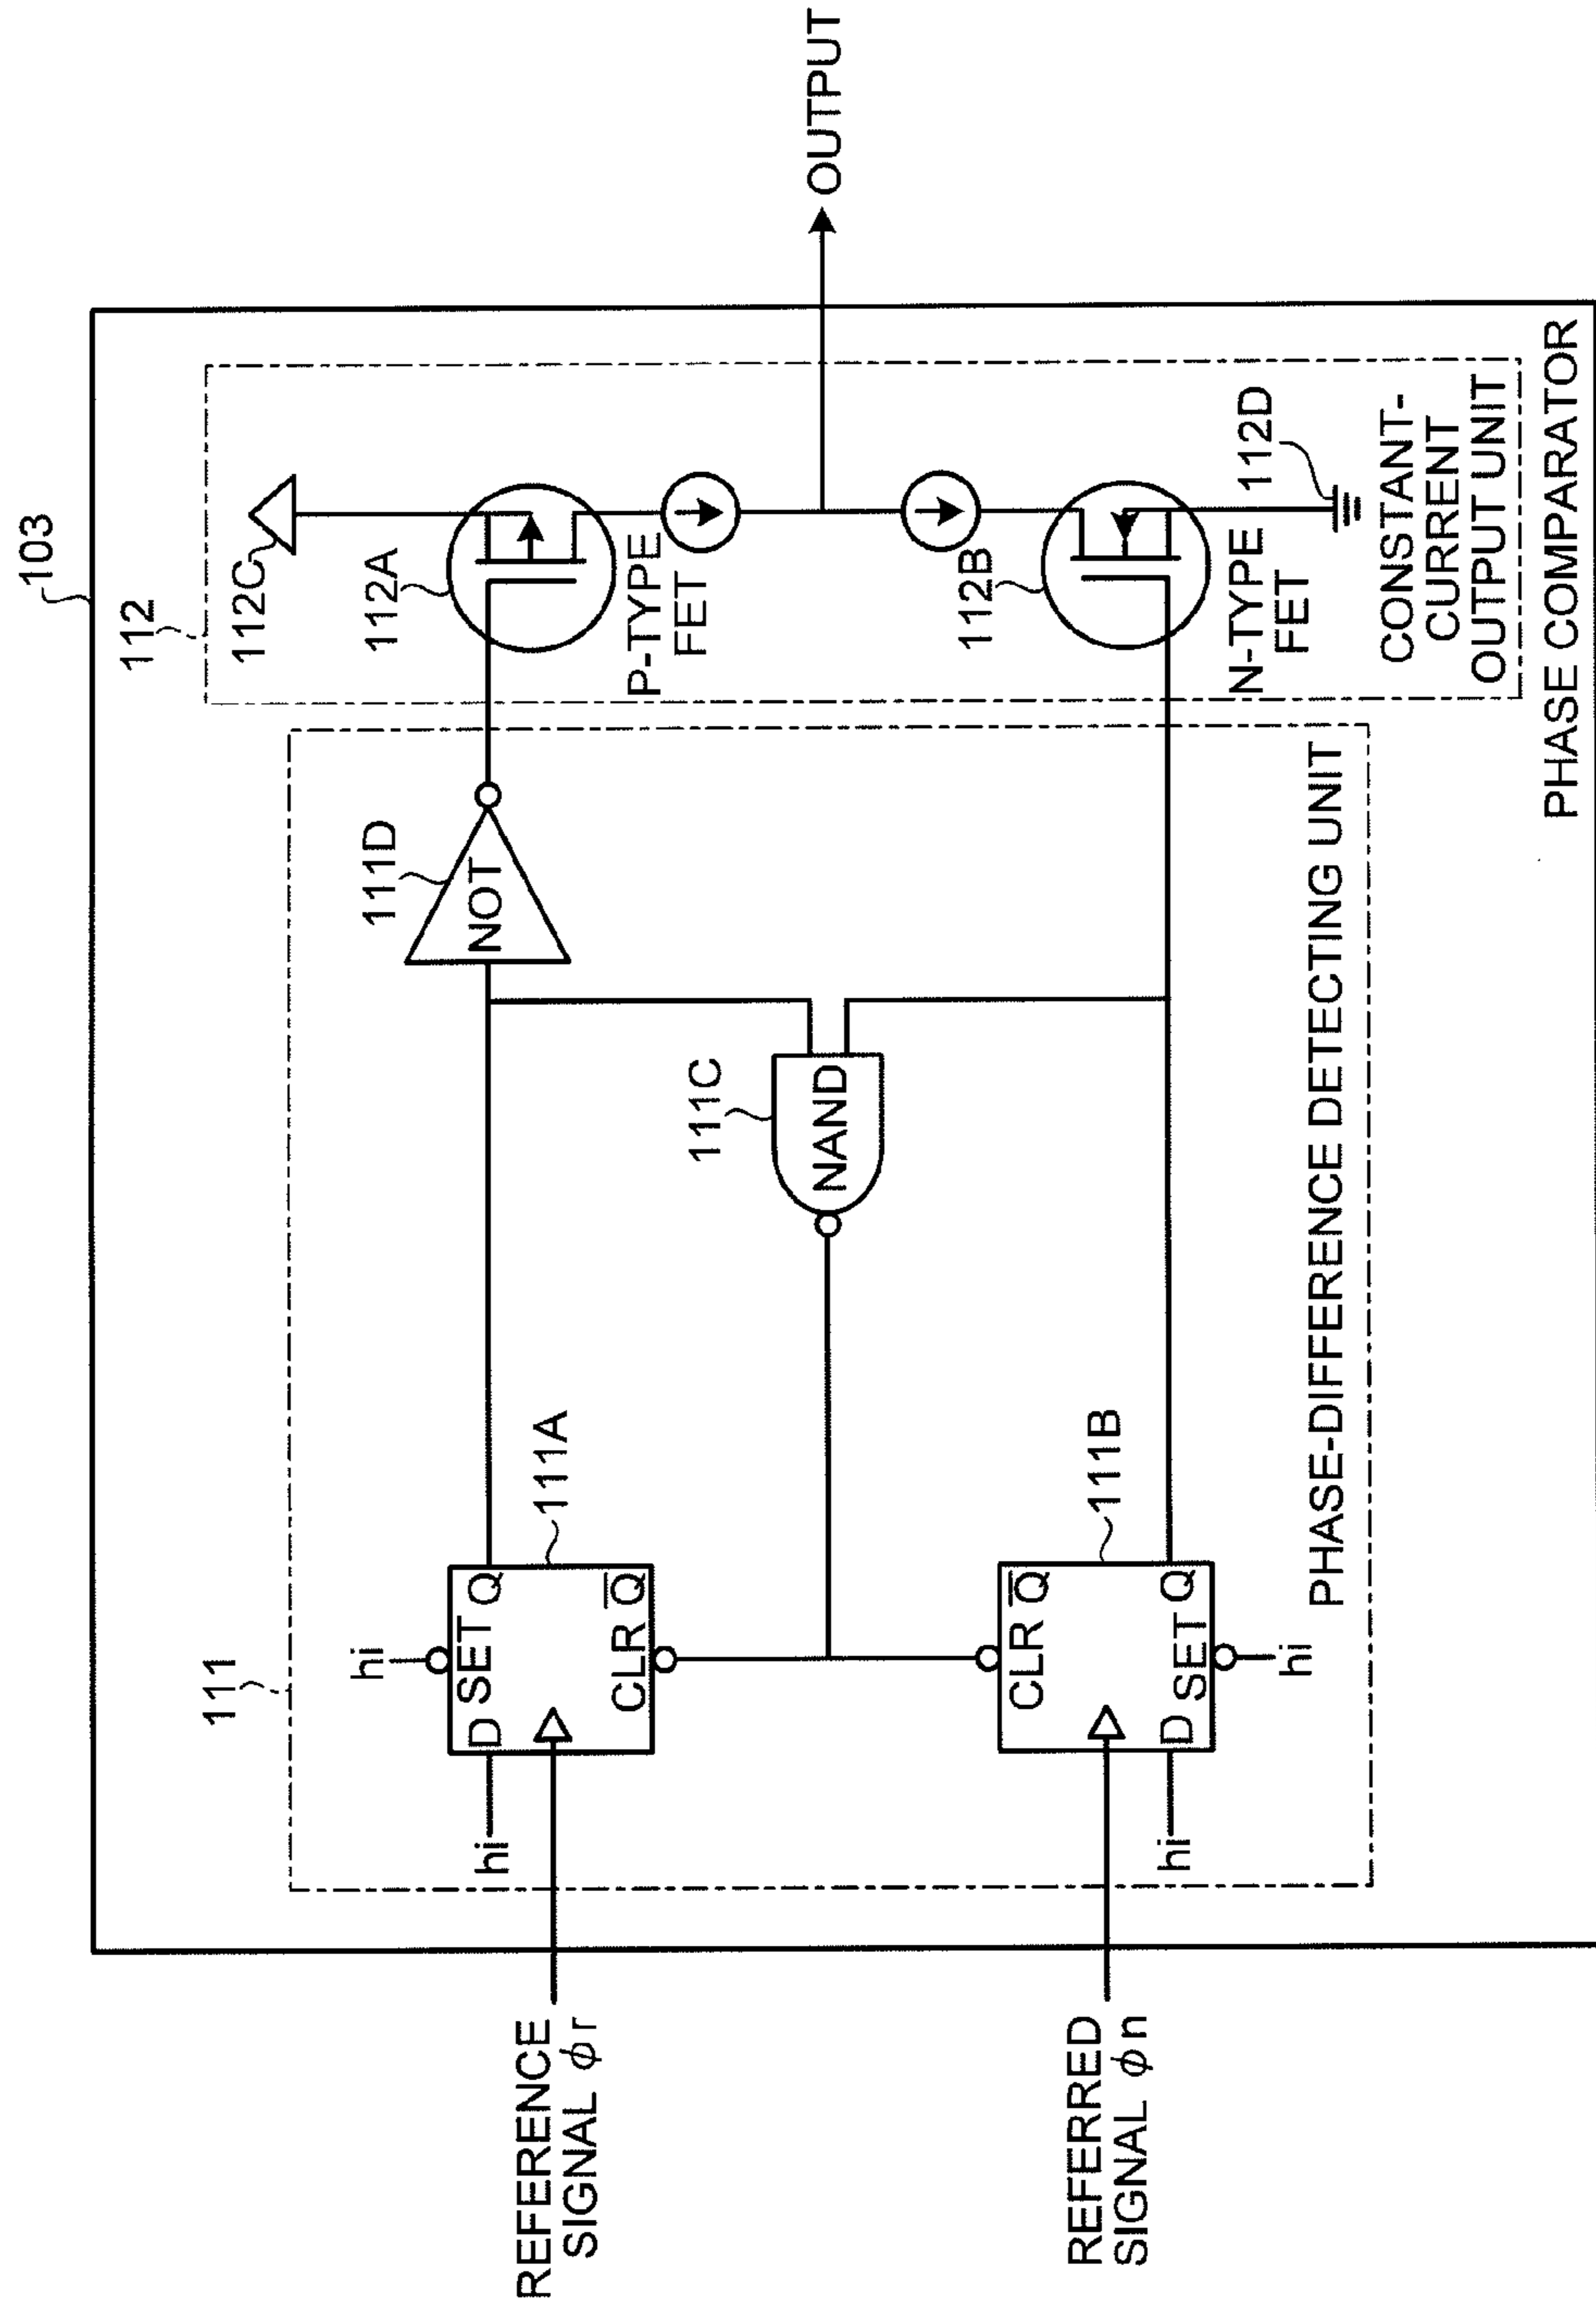 103
112
112C
112A
P-TYPE
FET
OUTPUT
112B
N-TYPE
FET
112D
CONSTANT-
CURRENT
OUTPUT UNIT
PHASE COMPARATOR
111
111D
NOT
111C
NAND
hi
D SET Q
CLR Q̅
111A
hi
CLR Q̅
D SET Q
111B
hi
hi
PHASE-DIFFERENCE DETECTING UNIT
REFERENCE
SIGNAL ϕr
REFERRED
SIGNAL ϕn